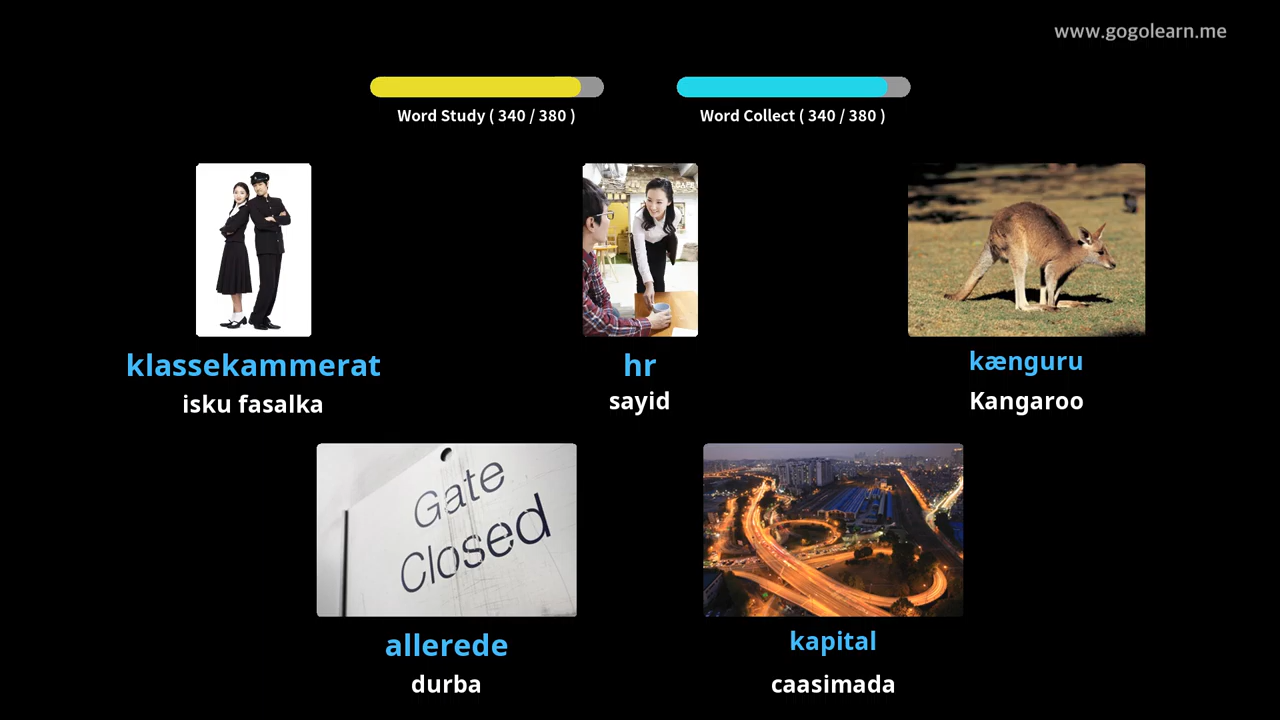 www.gogolearn.me
Word Study ( 340 / 380 )
Word Collect ( 340 / 380 )
klassekammerat
isku fasalka
hr
sayid
kænguru
Kangaroo
Gate
Closed
allerede
durba
kapital
caasimada